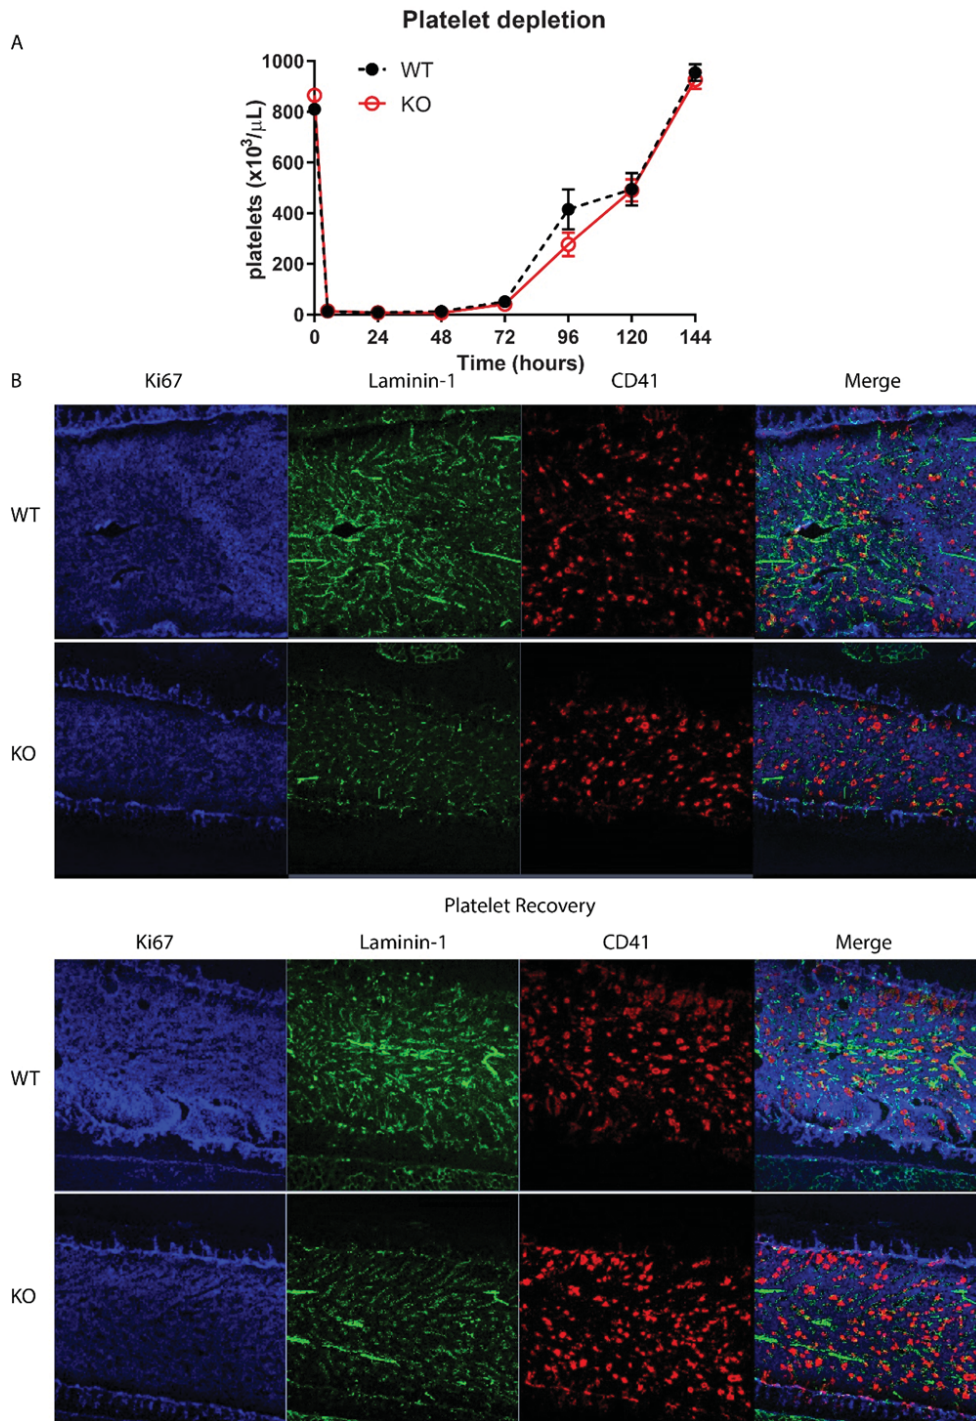 Platelet depletion
A
1000
800
600
400
200
0
platelets (x10³/µL)
WT
KO
0 24 48 72 96 120 144
Time (hours)
B Ki67 Laminin-1 CD41 Merge
WT
KO
Platelet Recovery
Ki67 Laminin-1 CD41 Merge
WT
KO